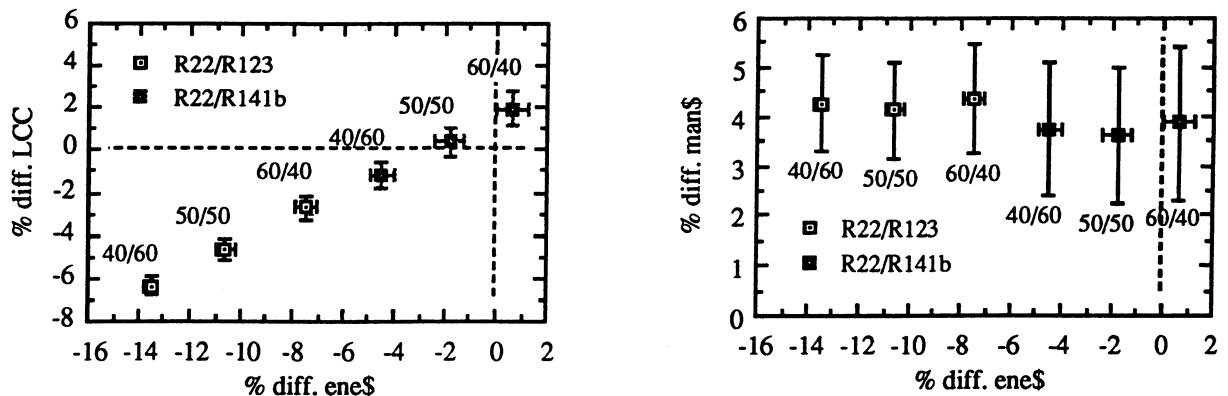 6
4
2
0
-2
-4
-6
-8
% diff. LCC
R22/R123
R22/R141b
60/40
50/50
40/60
60/40
50/50
40/60
-16 -14 -12 -10 -8 -6 -4 -2 0 2
% diff. ene$
6
5
4
3
2
1
0
% diff. man$
40/60 50/50 60/40 40/60 50/50 60/40
R22/R123
R22/R141b
-16 -14 -12 -10 -8 -6 -4 -2 0 2
% diff. ene$